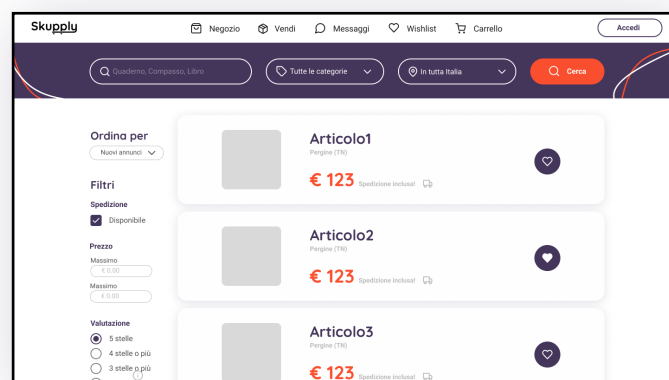 Skupply
Negozio Vendi Messaggi Wishlist Carrello Accedi
Quaderno, Compasso, Libro Tutte le categorie In tutta Italia Cerca
Ordina per
Nuovi annunci
Filtri
Spedizione
Disponibile
Prezzo
Massimo
€ 0.00
Massimo
€ 0.00
Valutazione
5 stelle
4 stelle o più
3 stelle o più
Articolo1
Pergine (TN)
€ 123 Spedizione inclusa!
Articolo2
Pergine (TN)
€ 123 Spedizione inclusa!
Articolo3
Pergine (TN)
€ 123 Spedizione inclusa!